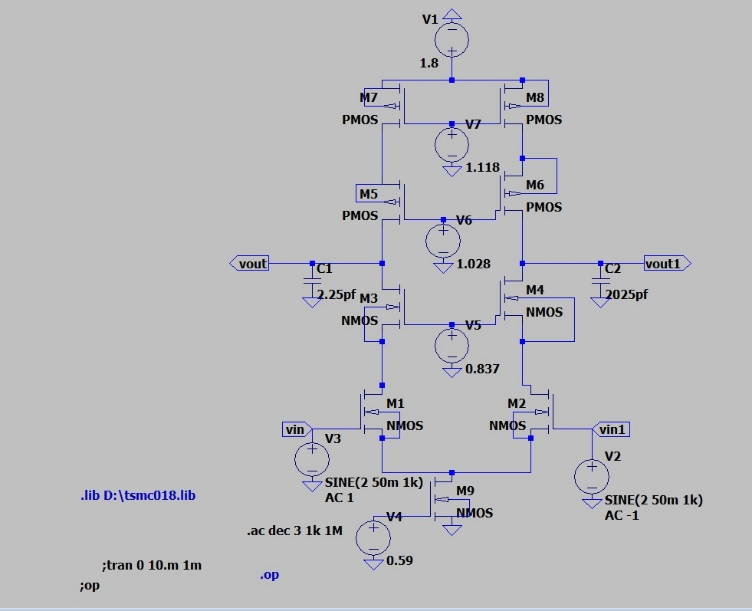 V1
1.8
M7
M8
PMOS
PMOS
V7
1.118
M5
M6
PMOS
PMOS
V6
1.028
vout
vout1
C1
C2
2.25pf
2025pf
M3
M4
NMOS
NMOS
V5
0.837
M1
M2
NMOS
NMOS
vin
vin1
V3
V2
SINE(2 50m 1k)
AC 1
SINE(2 50m 1k)
AC -1
M9
NMOS
V4
0.59
.lib D:\tsmc018.lib
.ac dec 3 1k 1M
;tran 0 10.m 1m
.op
;op